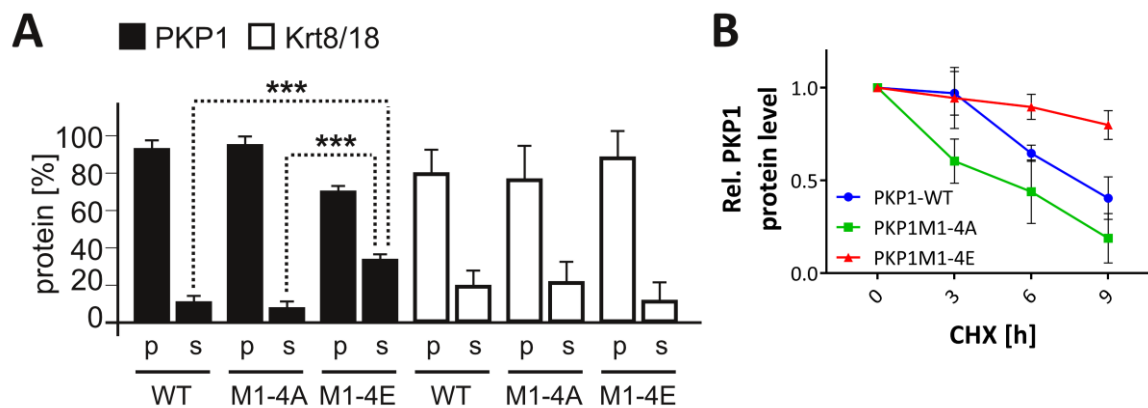 A
PKP1 Krt8/18
***
***
protein [%]
100
80
60
40
20
0
p s p s p s p s p s p s
WT M1-4A M1-4E WT M1-4A M1-4E
B
Rel. PKP1
protein level
1.0
0.5
0.0
PKP1-WT
PKP1M1-4A
PKP1M1-4E
0 3 6 9
CHX [h]